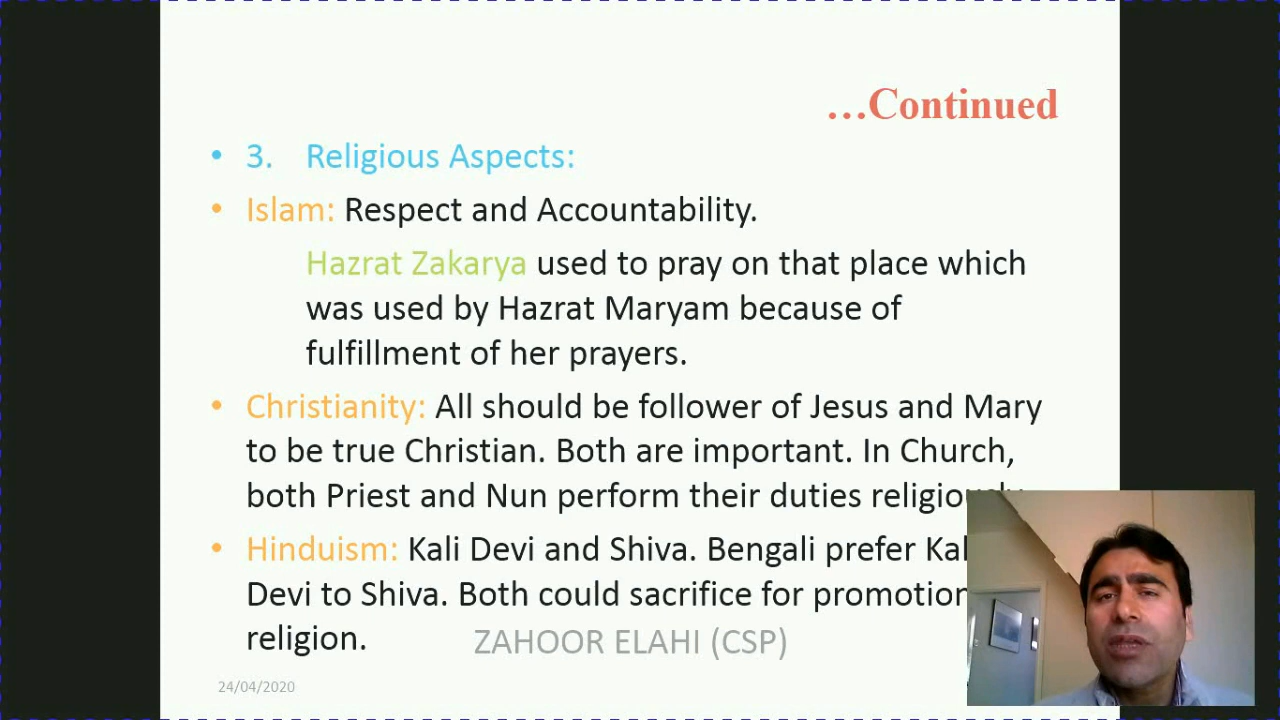 …Continued
• 3. Religious Aspects:
• Islam: Respect and Accountability.
Hazrat Zakarya used to pray on that place which
was used by Hazrat Maryam because of
fulfillment of her prayers.
• Christianity: All should be follower of Jesus and Mary
to be true Christian. Both are important. In Church,
both Priest and Nun perform their duties
• Hinduism: Kali Devi and Shiva. Bengali prefer
Devi to Shiva. Both could sacrifice for promotion
religion.
ZAHOOR ELAHI (CSP)
24/04/2020